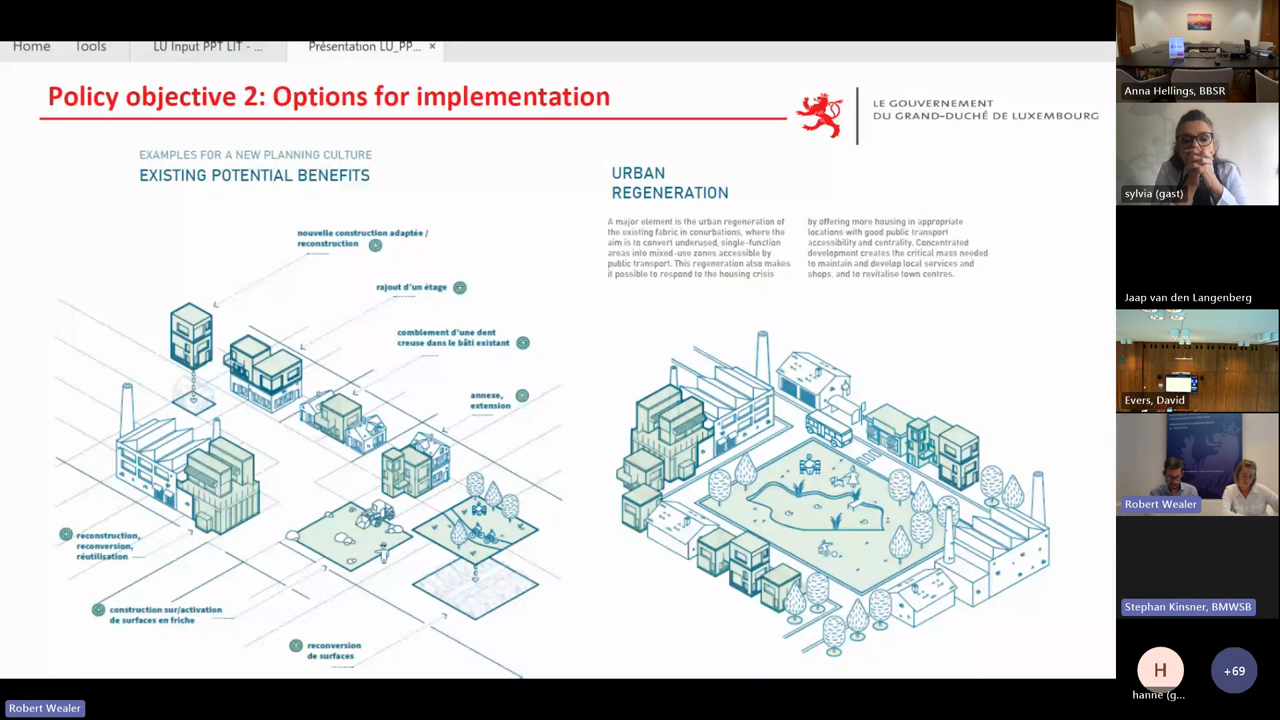 Home
Tools
LU Input PPT LIT - ...
Présentation LU_PP...
×
Policy objective 2: Options for implementation
LE GOUVERNEMENT
DU GRAND-DUCHÉ DE LUXEMBOURG
EXAMPLES FOR A NEW PLANNING CULTURE
EXISTING POTENTIAL BENEFITS
nouvelle construction adaptée /
reconstruction
rajout d'un étage
comblement d'une dent
creuse dans le bâti existant
annexe,
extension
reconstruction,
reconversion,
réutilisation
construction sur/activation
de surfaces en friche
reconversion
de surfaces
URBAN
REGENERATION
A major element is the urban regeneration of
the existing fabric in conurbations, where the
aim is to convert underused, single-function
areas into mixed-use zones accessible by
public transport. This regeneration also makes
it possible to respond to the housing crisis
by offering more housing in appropriate
locations with good public transport
accessibility and centrality. Concentrated
development creates the critical mass needed
to maintain and develop local services and
shops, and to revitalise town centres.
Anna Hellings, BBSR
sylvia (gast)
Jaap van den Langenberg
Evers, David
Robert Wealer
Stephan Kinsner, BMWSB
H
+69
hanne (g...
Robert Wealer